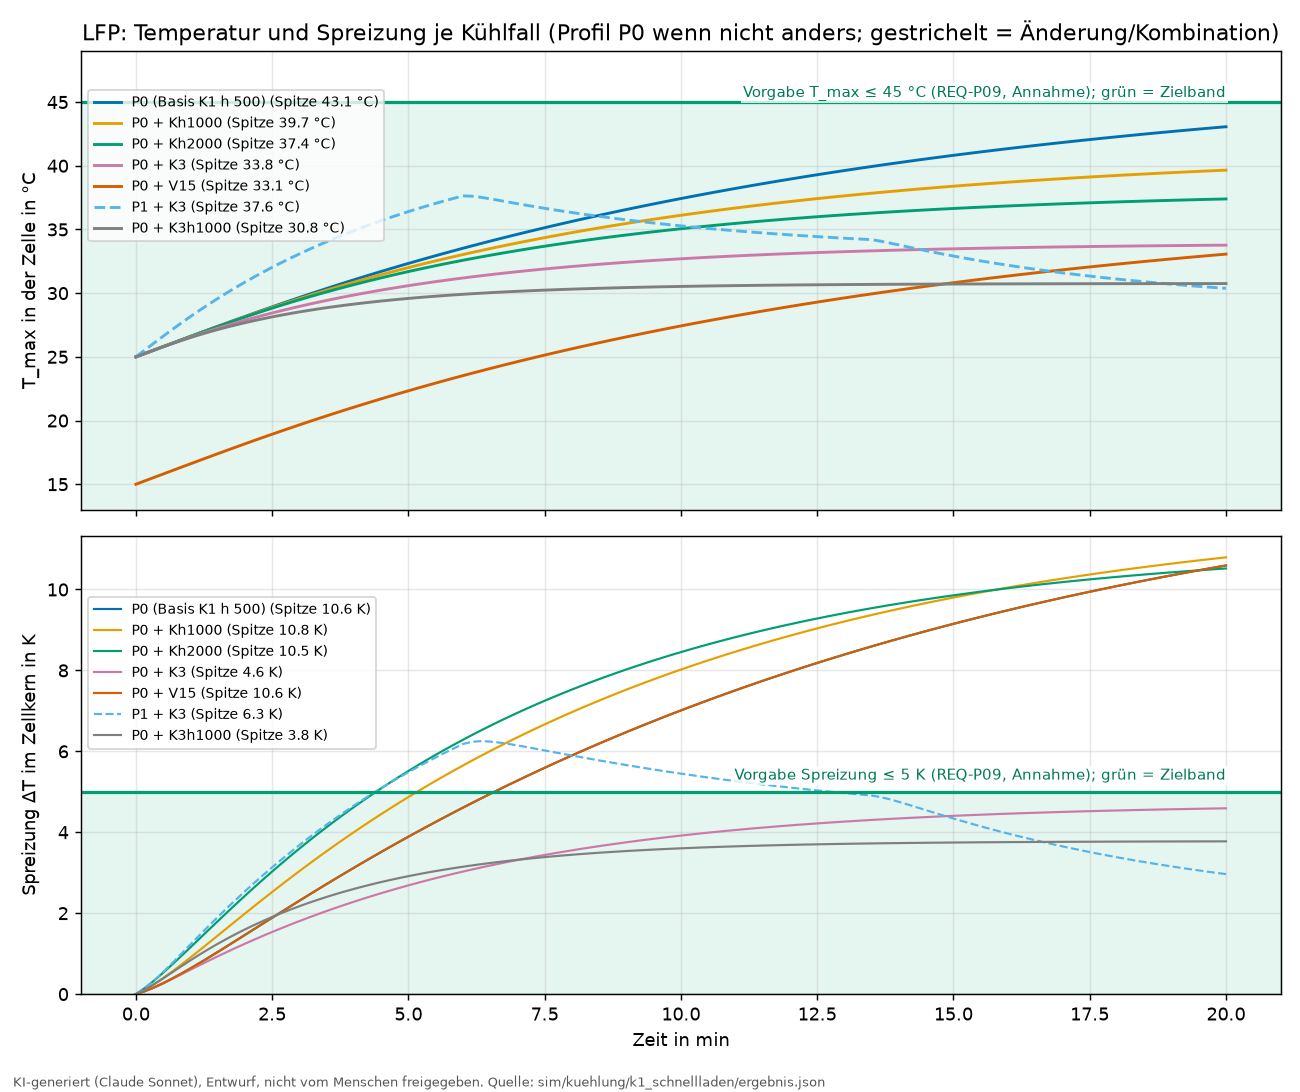 LFP: Temperatur und Spreizung je Kühlfall (Profil P0 wenn nicht anders; gestrichelt = Änderung/Kombination)
T_max in der Zelle in °C
45
40
35
30
25
20
15
Vorgabe T_max ≤ 45 °C (REQ-P09, Annahme); grün = Zielband
P0 (Basis K1 h 500) (Spitze 43.1 °C)
P0 + Kh1000 (Spitze 39.7 °C)
P0 + Kh2000 (Spitze 37.4 °C)
P0 + K3 (Spitze 33.8 °C)
P0 + V15 (Spitze 33.1 °C)
P1 + K3 (Spitze 37.6 °C)
P0 + K3h1000 (Spitze 30.8 °C)
Spreizung ΔT im Zellkern in K
10
8
6
4
2
0
P0 (Basis K1 h 500) (Spitze 10.6 K)
P0 + Kh1000 (Spitze 10.8 K)
P0 + Kh2000 (Spitze 10.5 K)
P0 + K3 (Spitze 4.6 K)
P0 + V15 (Spitze 10.6 K)
P1 + K3 (Spitze 6.3 K)
P0 + K3h1000 (Spitze 3.8 K)
Vorgabe Spreizung ≤ 5 K (REQ-P09, Annahme); grün = Zielband
0.0 2.5 5.0 7.5 10.0 12.5 15.0 17.5 20.0
Zeit in min
KI-generiert (Claude Sonnet), Entwurf, nicht vom Menschen freigegeben. Quelle: sim/kuehlung/k1_schnellladen/ergebnis.json